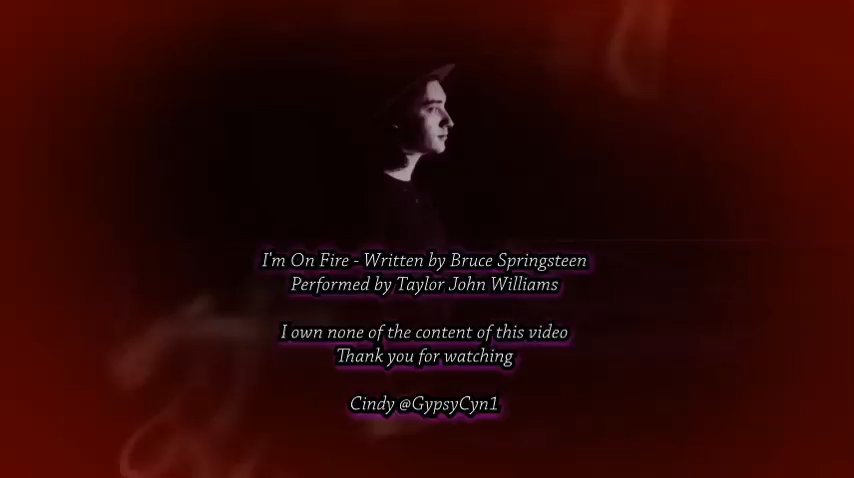 I'm On Fire - Written by Bruce Springsteen
Performed by Taylor John Williams
I own none of the content of this video
Thank you for watching
Cindy @GypsyCyn1